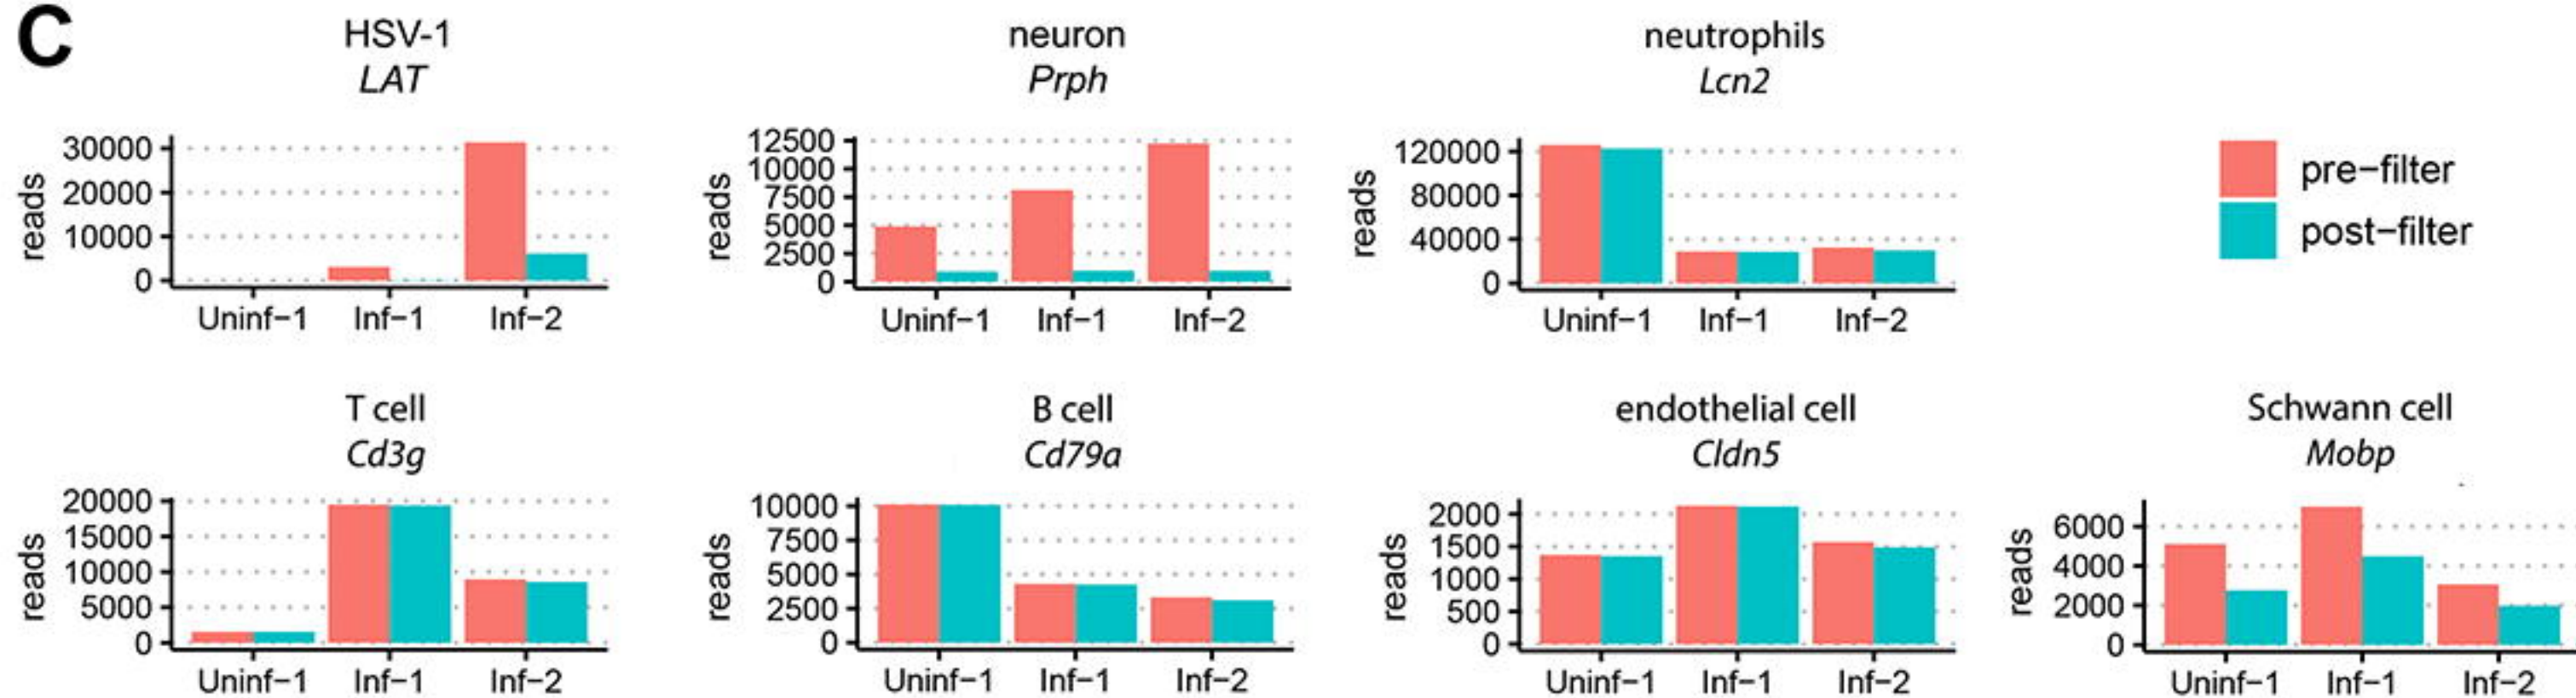 C
HSV-1
LAT
30000
20000
10000
0
reads
Uninf−1
Inf−1
Inf−2
neuron
Prph
12500
10000
7500
5000
2500
0
reads
Uninf−1
Inf−1
Inf−2
neutrophils
Lcn2
120000
80000
40000
0
reads
Uninf−1
Inf−1
Inf−2
pre−filter
post−filter
T cell
Cd3g
20000
15000
10000
5000
0
reads
Uninf−1
Inf−1
Inf−2
B cell
Cd79a
10000
7500
5000
2500
0
reads
Uninf−1
Inf−1
Inf−2
endothelial cell
Cldn5
2000
1500
1000
500
0
reads
Uninf−1
Inf−1
Inf−2
Schwann cell
Mobp
6000
4000
2000
0
reads
Uninf−1
Inf−1
Inf−2